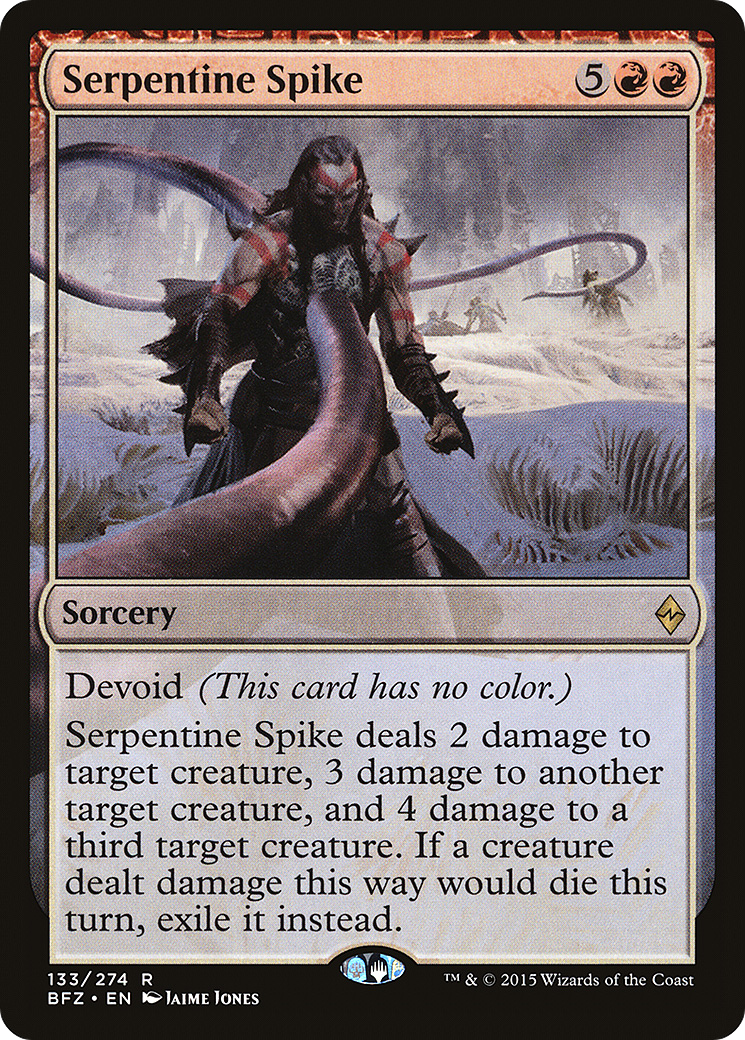 Serpentine Spike 5
Sorcery
Devoid (This card has no color.)
Serpentine Spike deals 2 damage to
target creature, 3 damage to another
target creature, and 4 damage to a
third target creature. If a creature
dealt damage this way would die this
turn, exile it instead.
133/274 R
BFZ • EN Jaime Jones
™ & © 2015 Wizards of the Coast